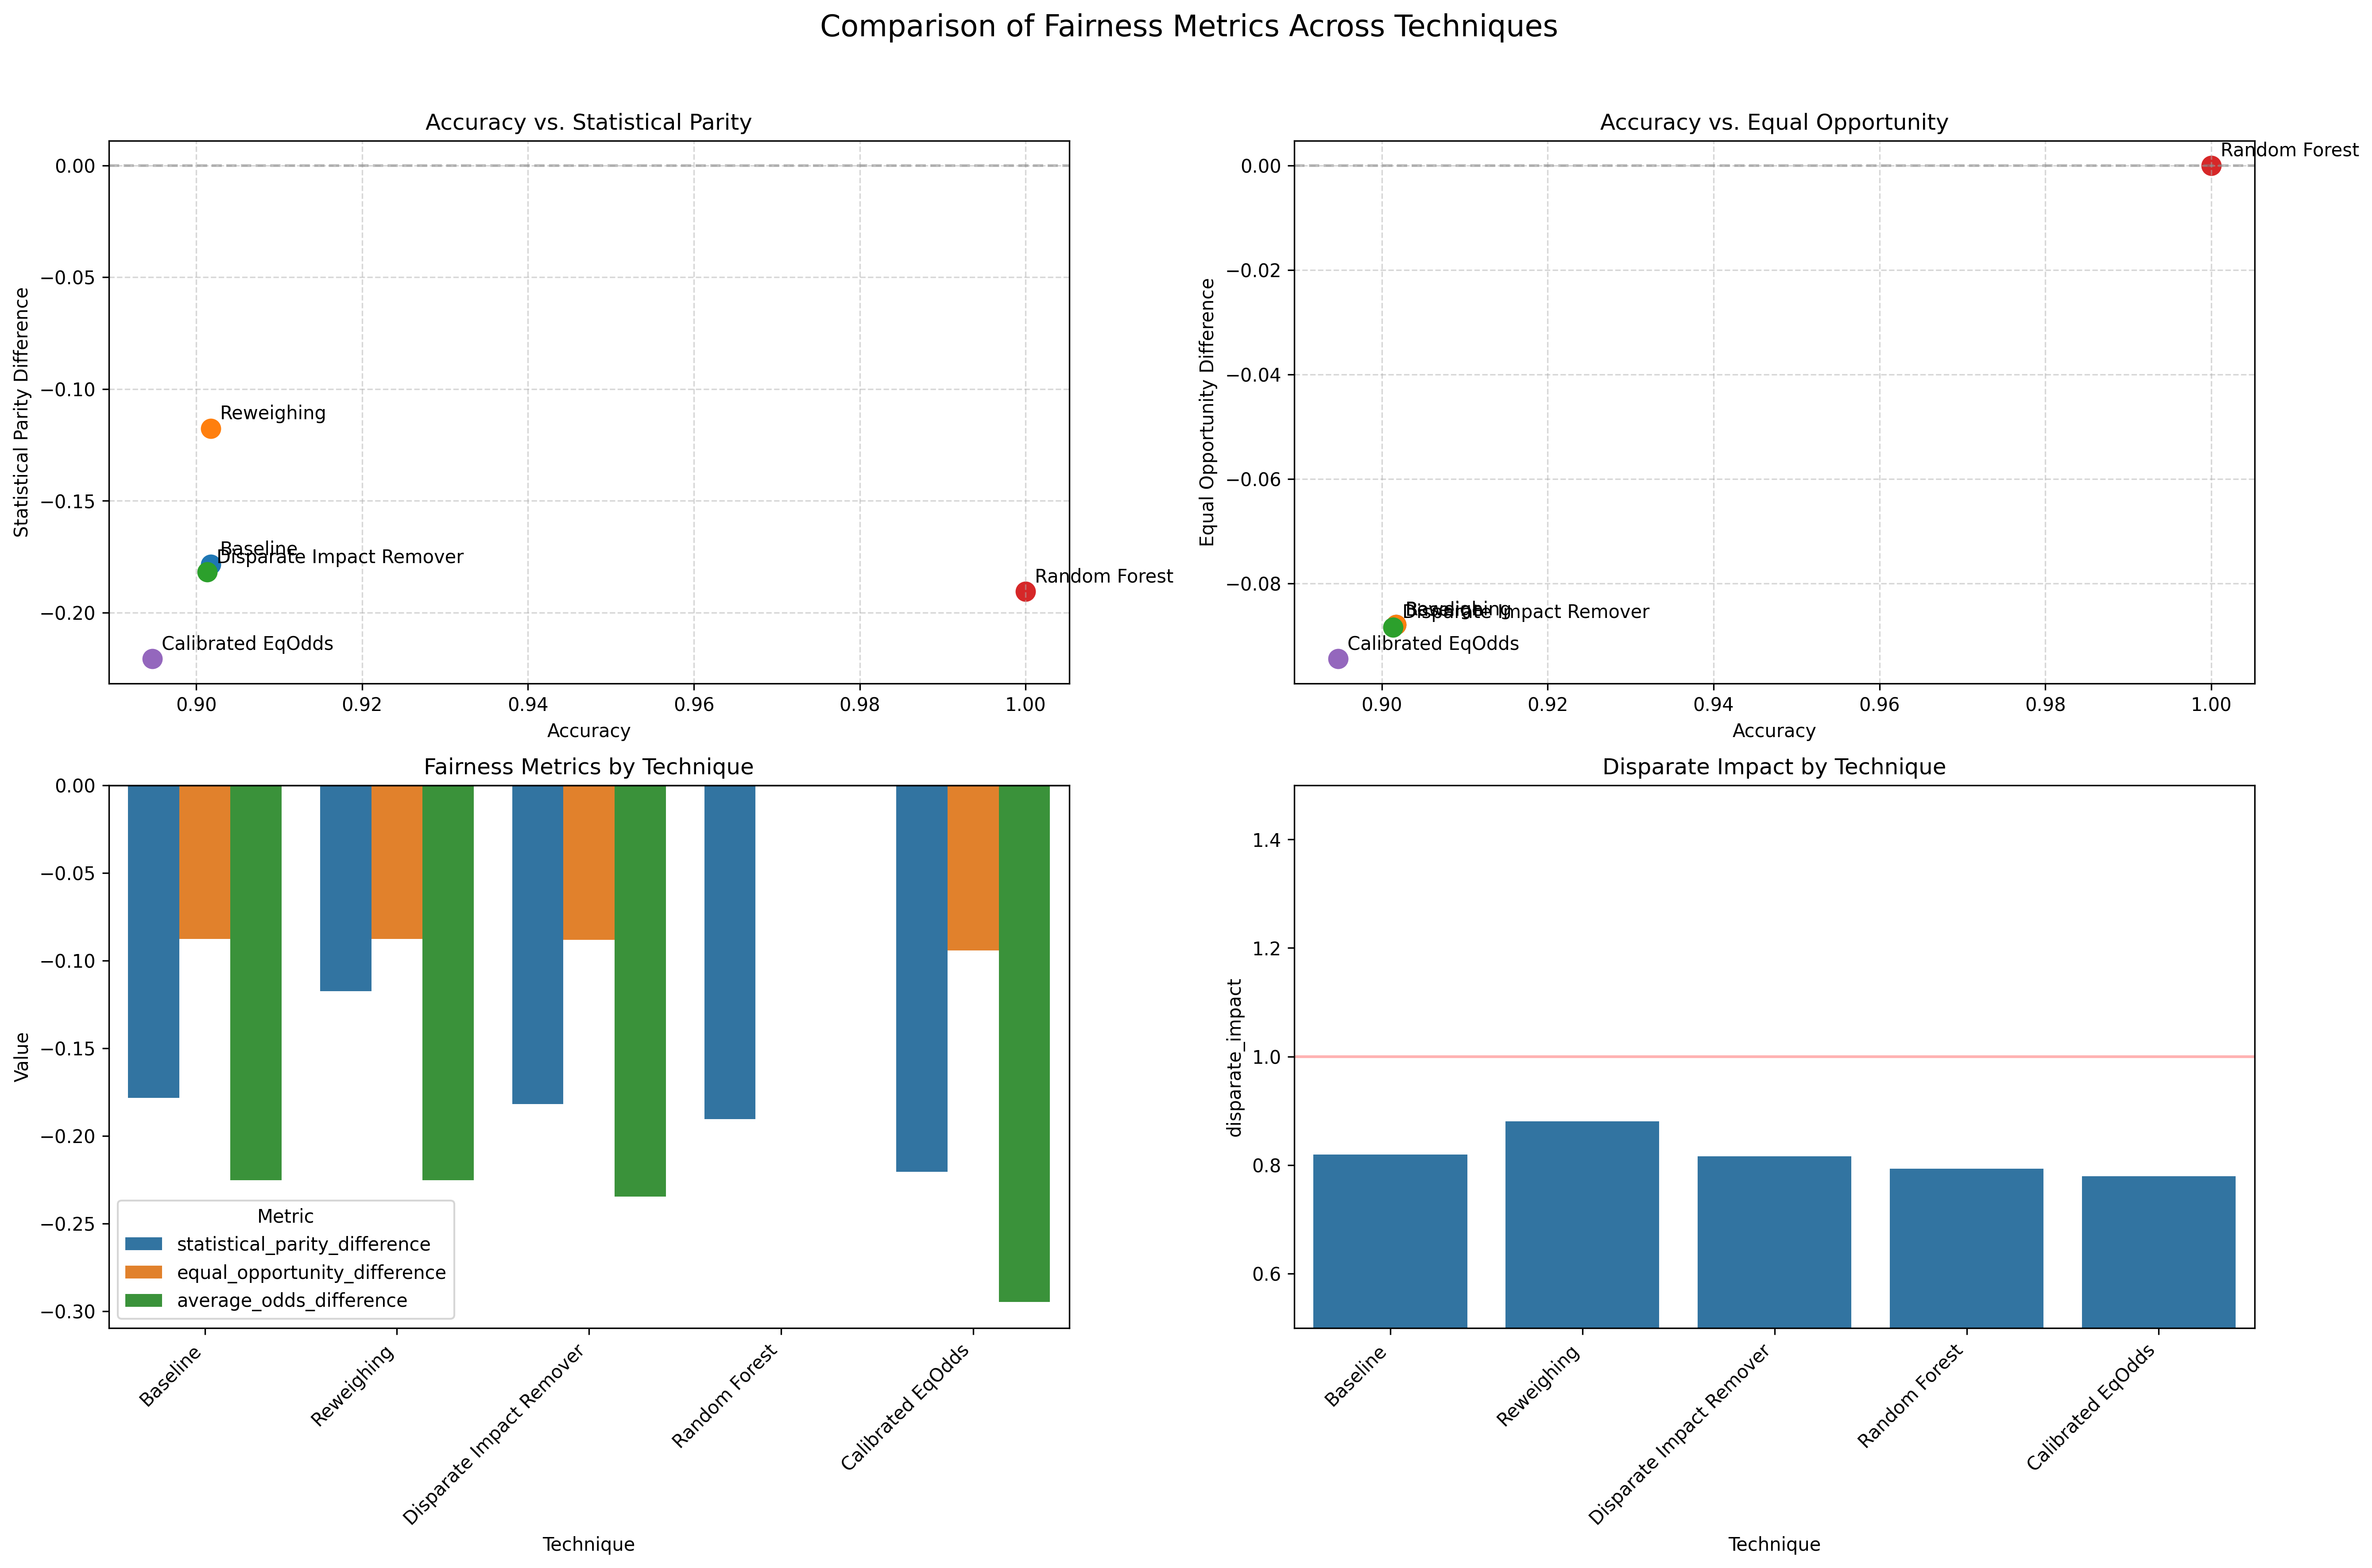 Comparison of Fairness Metrics Across Techniques
Accuracy vs. Statistical Parity
Statistical Parity Difference
0.00
−0.05
−0.10
−0.15
−0.20
Reweighing
Baseline
Disparate Impact Remover
Random Forest
Calibrated EqOdds
0.90 0.92 0.94 0.96 0.98 1.00
Accuracy
Accuracy vs. Equal Opportunity
Equal Opportunity Difference
0.00
−0.02
−0.04
−0.06
−0.08
Random Forest
Reweighing
Disparate Impact Remover
Calibrated EqOdds
0.90 0.92 0.94 0.96 0.98 1.00
Accuracy
Fairness Metrics by Technique
Value
0.00
−0.05
−0.10
−0.15
−0.20
−0.25
−0.30
Metric
statistical_parity_difference
equal_opportunity_difference
average_odds_difference
Baseline
Reweighing
Disparate Impact Remover
Random Forest
Calibrated EqOdds
Technique
Disparate Impact by Technique
disparate_impact
1.4
1.2
1.0
0.8
0.6
Baseline
Reweighing
Disparate Impact Remover
Random Forest
Calibrated EqOdds
Technique